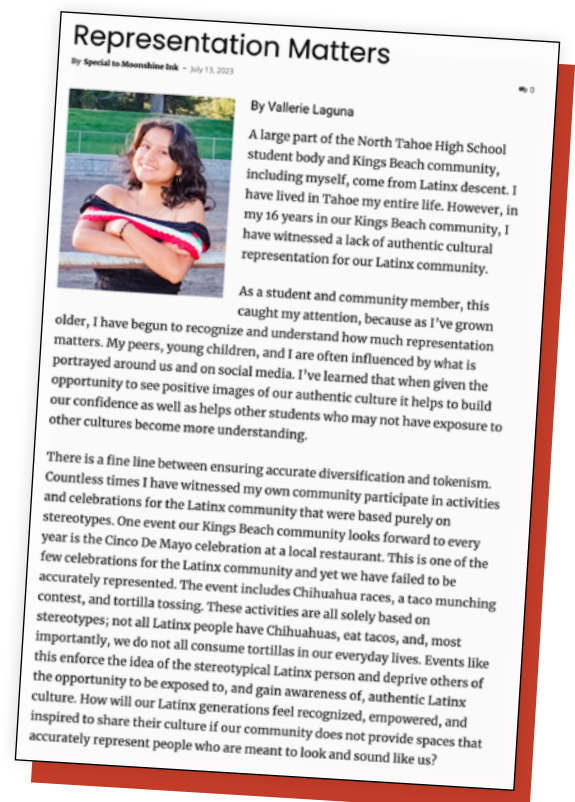 Representation Matters
By Special to Moonshine Ink - July 13, 2023
0
By Vallerie Laguna
A large part of the North Tahoe High School
student body and Kings Beach community,
including myself, come from Latinx descent. I
have lived in Tahoe my entire life. However, in
my 16 years in our Kings Beach community, I
have witnessed a lack of authentic cultural
representation for our Latinx community.
As a student and community member, this
caught my attention, because as I've grown
older, I have begun to recognize and understand how much representation
matters. My peers, young children, and I are often influenced by what is
portrayed around us and on social media. I've learned that when given the
opportunity to see positive images of our authentic culture it helps to build
our confidence as well as helps other students who may not have exposure to
other cultures become more understanding.
There is a fine line between ensuring accurate diversification and tokenism.
Countless times I have witnessed my own community participate in activities
and celebrations for the Latinx community that were based purely on
stereotypes. One event our Kings Beach community looks forward to every
year is the Cinco De Mayo celebration at a local restaurant. This is one of the
few celebrations for the Latinx community and yet we have failed to be
accurately represented. The event includes Chihuahua races, a taco munching
contest, and tortilla tossing. These activities are all solely based on
stereotypes; not all Latinx people have Chihuahuas, eat tacos, and, most
importantly, we do not all consume tortillas in our everyday lives. Events like
this enforce the idea of the stereotypical Latinx person and deprive others of
the opportunity to be exposed to, and gain awareness of, authentic Latinx
culture. How will our Latinx generations feel recognized, empowered, and
inspired to share their culture if our community does not provide spaces that
accurately represent people who are meant to look and sound like us?